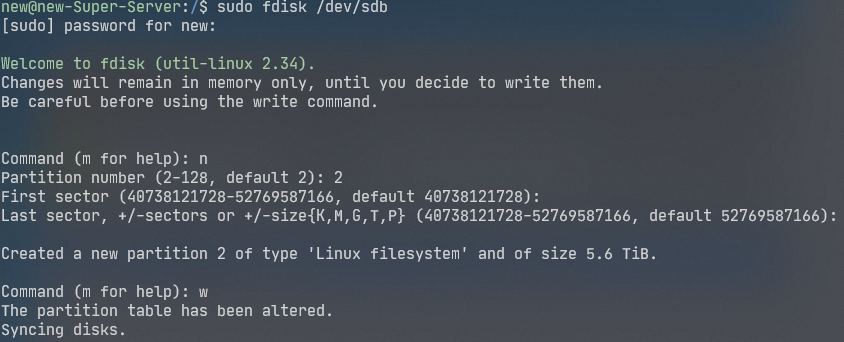 new@new-Super-Server:/$ sudo fdisk /dev/sdb
[sudo] password for new:
Welcome to fdisk (util-linux 2.34).
Changes will remain in memory only, until you decide to write them.
Be careful before using the write command.
Command (m for help): n
Partition number (2-128, default 2): 2
First sector (40738121728-52769587166, default 40738121728):
Last sector, +/-sectors or +/-size{K,M,G,T,P} (40738121728-52769587166, default 52769587166):
Created a new partition 2 of type 'Linux filesystem' and of size 5.6 TiB.
Command (m for help): w
The partition table has been altered.
Syncing disks.